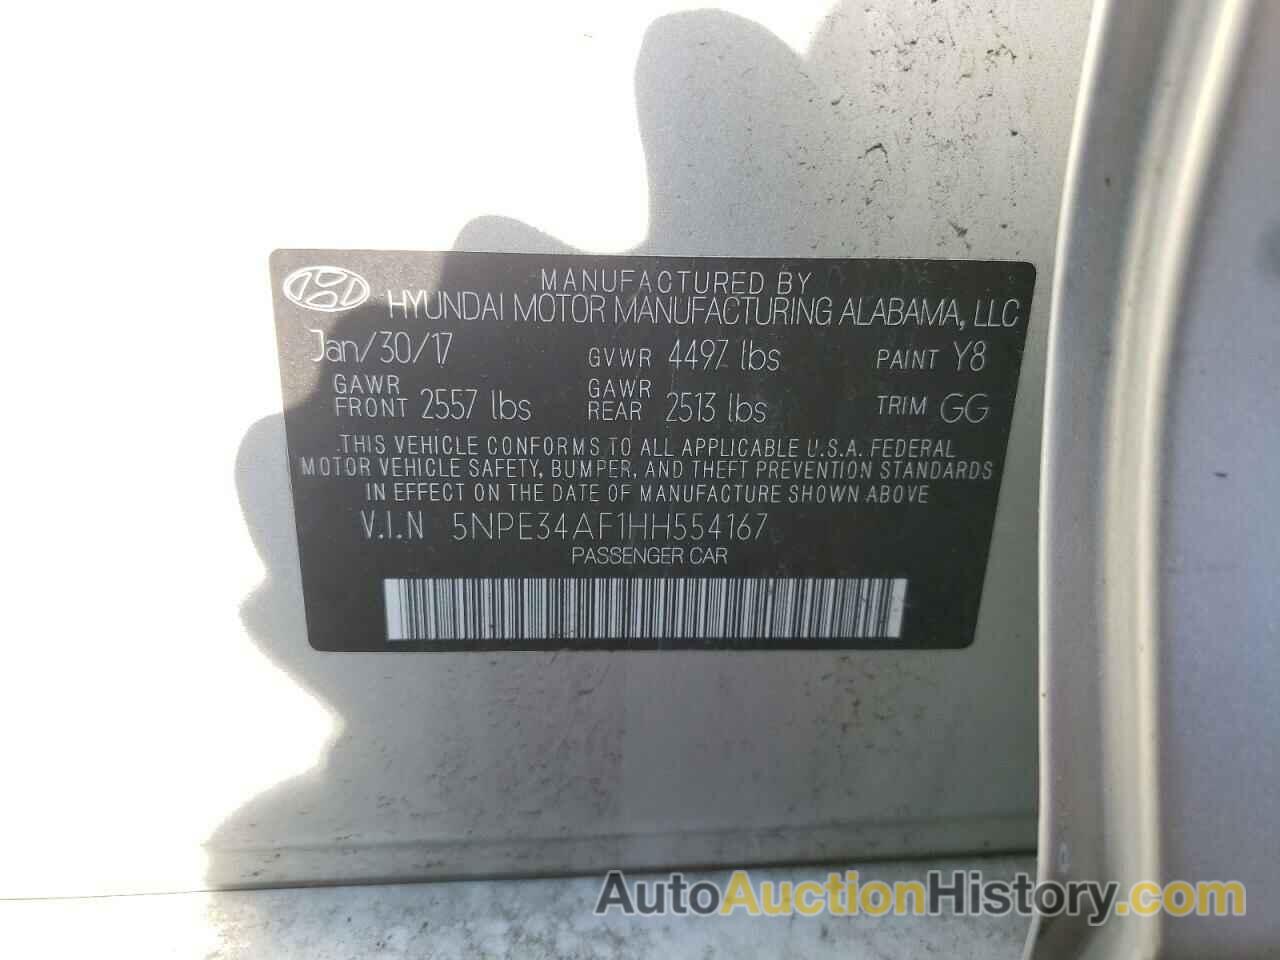 MANUFACTURED BY
HYUNDAI MOTOR MANUFACTURING ALABAMA, LLC
Jan/30/17 GVWR 4497 lbs PAINT Y8
GAWR FRONT 2557 lbs GAWR REAR 2513 lbs TRIM GG
THIS VEHICLE CONFORMS TO ALL APPLICABLE U.S.A. FEDERAL
MOTOR VEHICLE SAFETY, BUMPER, AND THEFT PREVENTION STANDARDS
IN EFFECT ON THE DATE OF MANUFACTURE SHOWN ABOVE
V.I.N 5NPE34AF1HH554167
PASSENGER CAR
AutoAuctionHistory.com